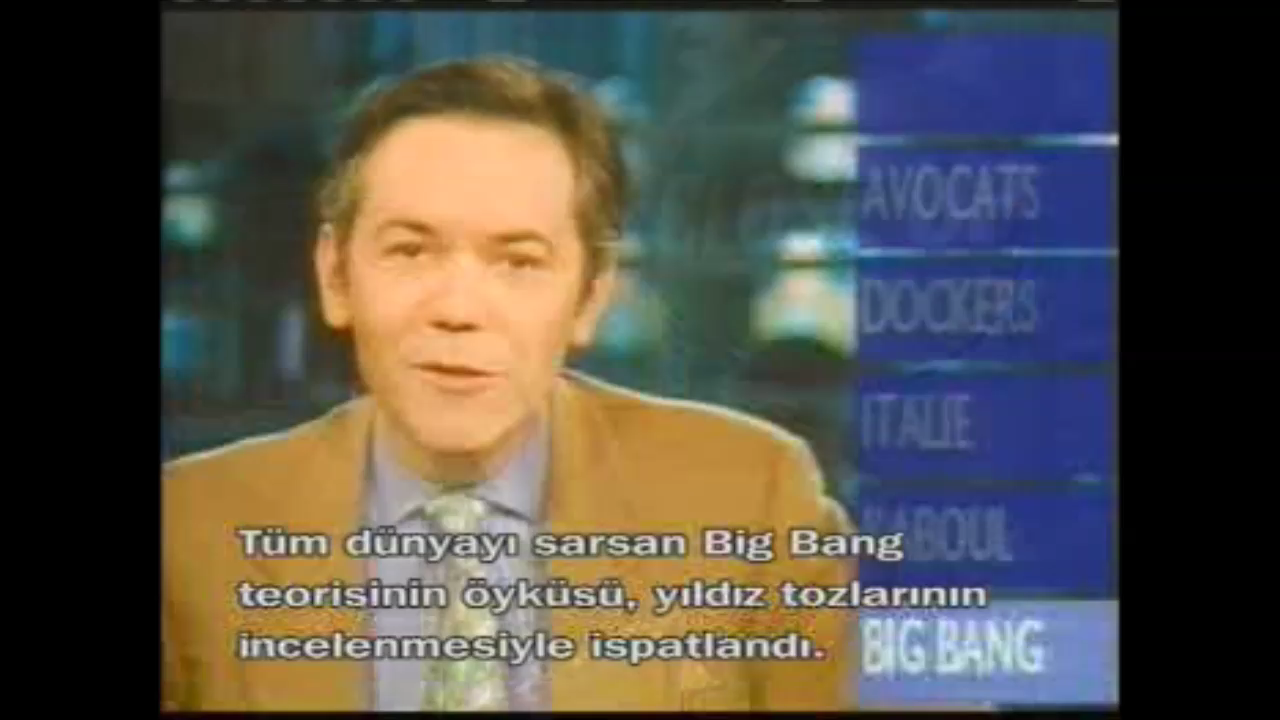 AVOCATS
DOCKERS
ITALIE
KABOUL
BIG BANG
Tüm dünyayı sarsan Big Bang
teorisinin öyküsü, yıldız tozlarının
incelenmesiyle ispatlandı.